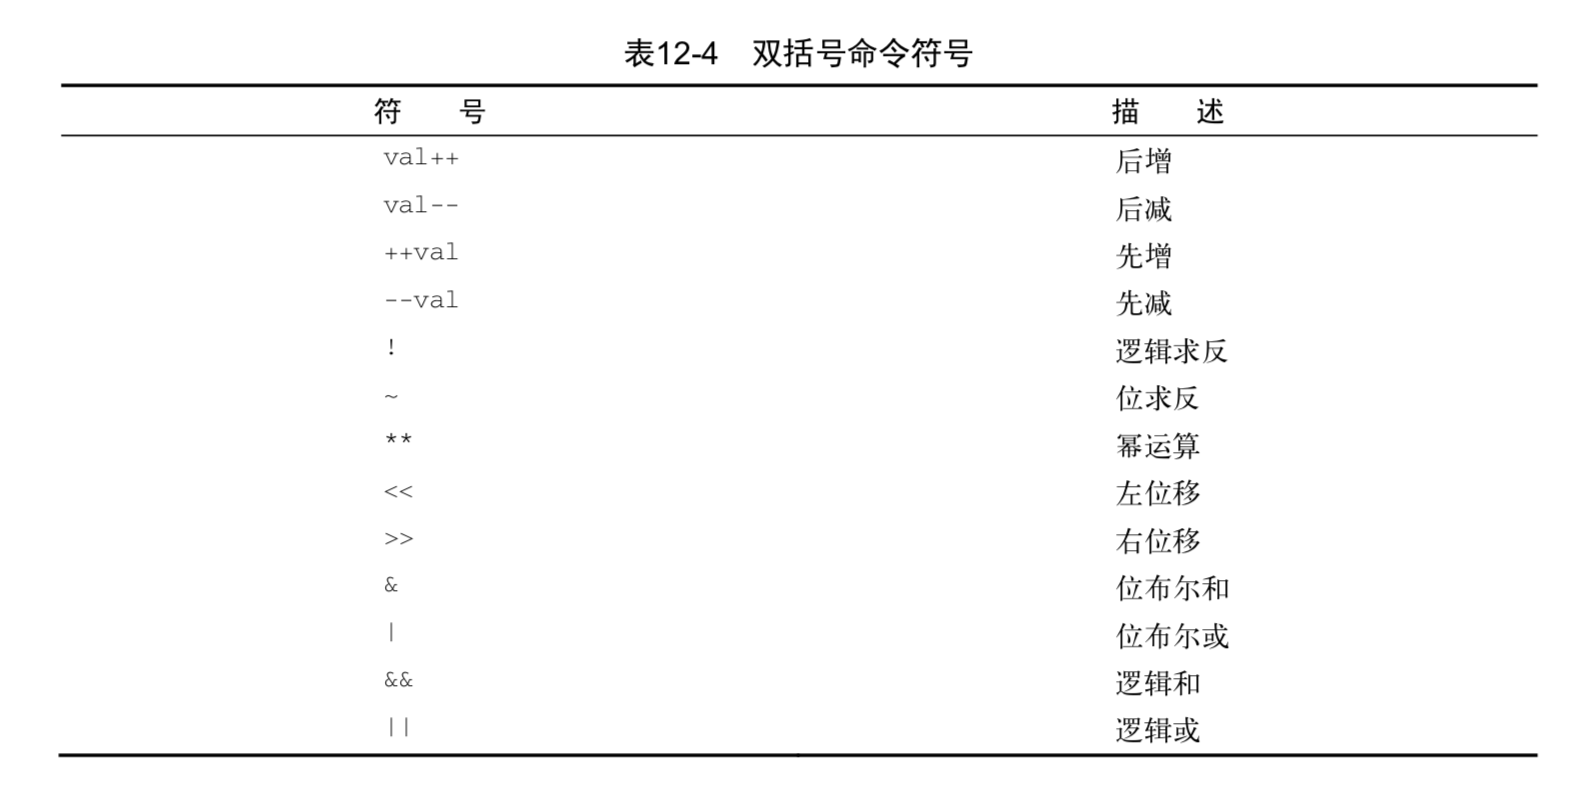 表12-4 双括号命令符号
符 号 描 述
val++ 后增
val-- 后减
++val 先增
--val 先减
! 逻辑求反
~ 位求反
** 幂运算
<< 左位移
>> 右位移
& 位布尔和
| 位布尔或
&& 逻辑和
|| 逻辑或